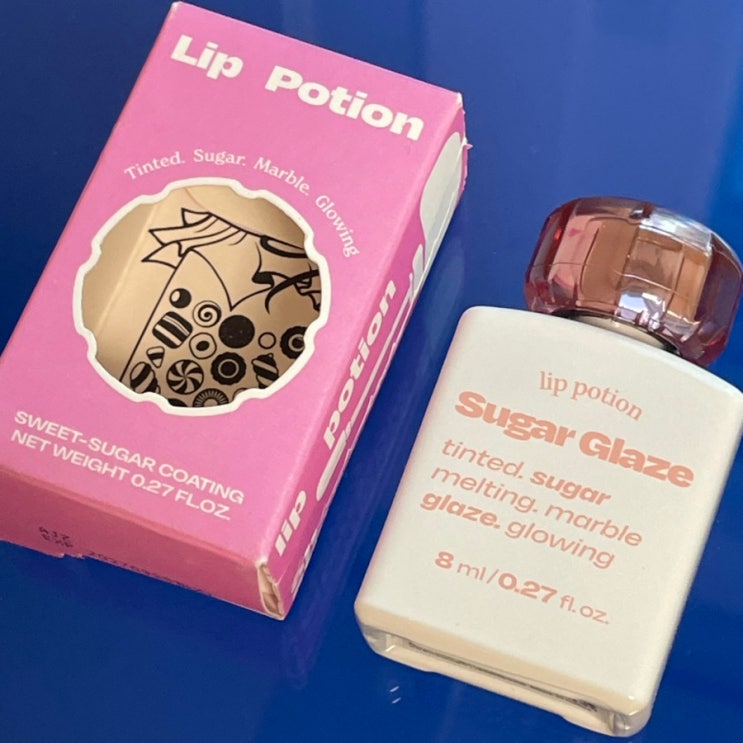 Lip Potion
Tinted. Sugar. Marble. Glowing
SWEET-SUGAR COATING
NET WEIGHT 0.27 FL.OZ.
lip potion
lip potion
Sugar Glaze
tinted. sugar
melting. marble
glaze. glowing
8 ml/0.27 fl. oz.